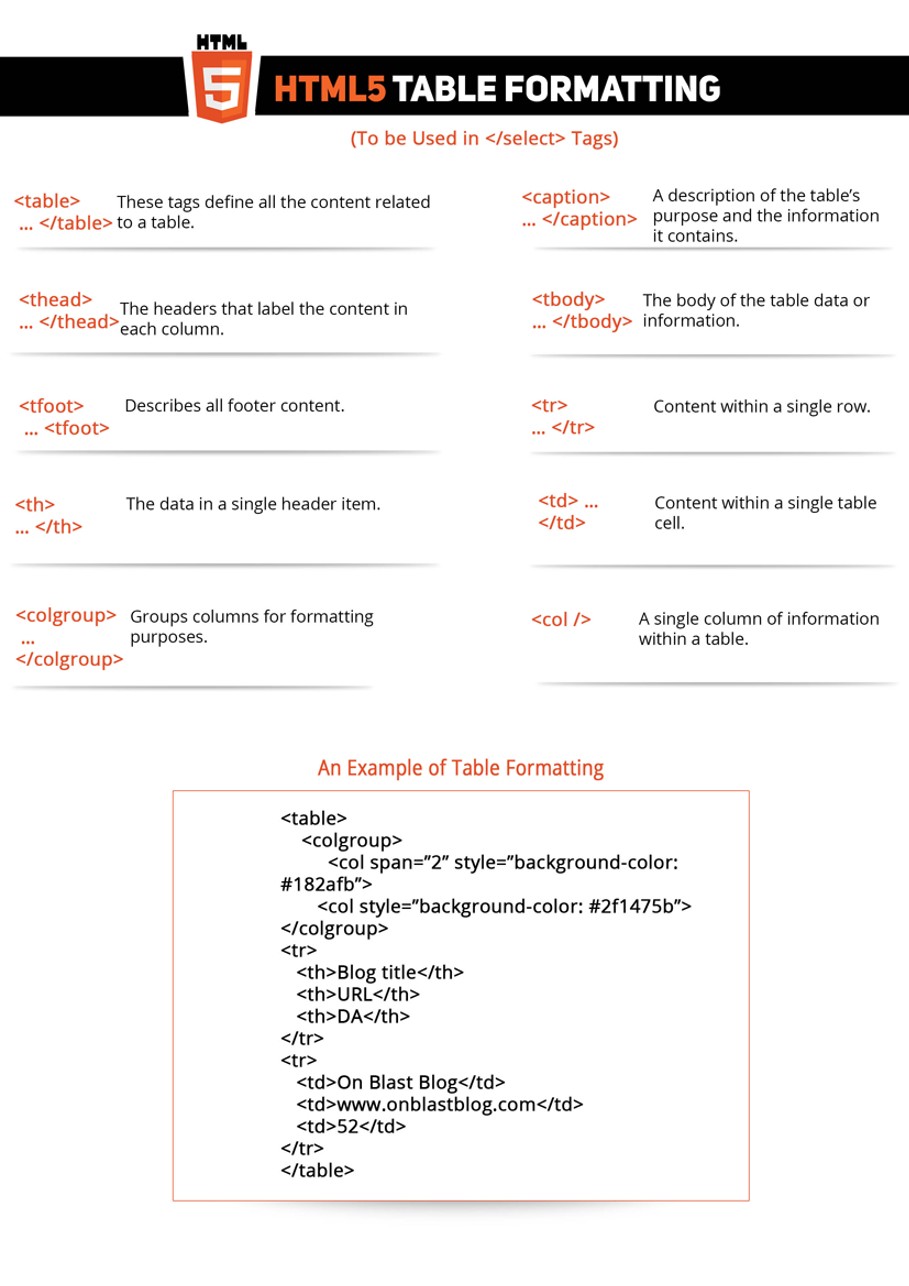 HTML
5
HTML5 TABLE FORMATTING
(To be Used in </select> Tags)
<table>
... </table>
These tags define all the content related
to a table.
<caption>
... </caption>
A description of the table’s
purpose and the information
it contains.
<thead>
... </thead>
The headers that label the content in
each column.
<tbody>
... </tbody>
The body of the table data or
information.
<tfoot>
... <tfoot>
Describes all footer content.
<tr>
... </tr>
Content within a single row.
<th>
... </th>
The data in a single header item.
<td> ...
</td>
Content within a single table
cell.
<colgroup>
...
</colgroup>
Groups columns for formatting
purposes.
<col />
A single column of information
within a table.
An Example of Table Formatting
<table>
<colgroup>
<col span=”2” style=”background-color:
#182afb”>
<col style=”background-color: #2f1475b”>
</colgroup>
<tr>
<th>Blog title</th>
<th>URL</th>
<th>DA</th>
</tr>
<tr>
<td>On Blast Blog</td>
<td>www.onblastblog.com</td>
<td>52</td>
</tr>
</table>